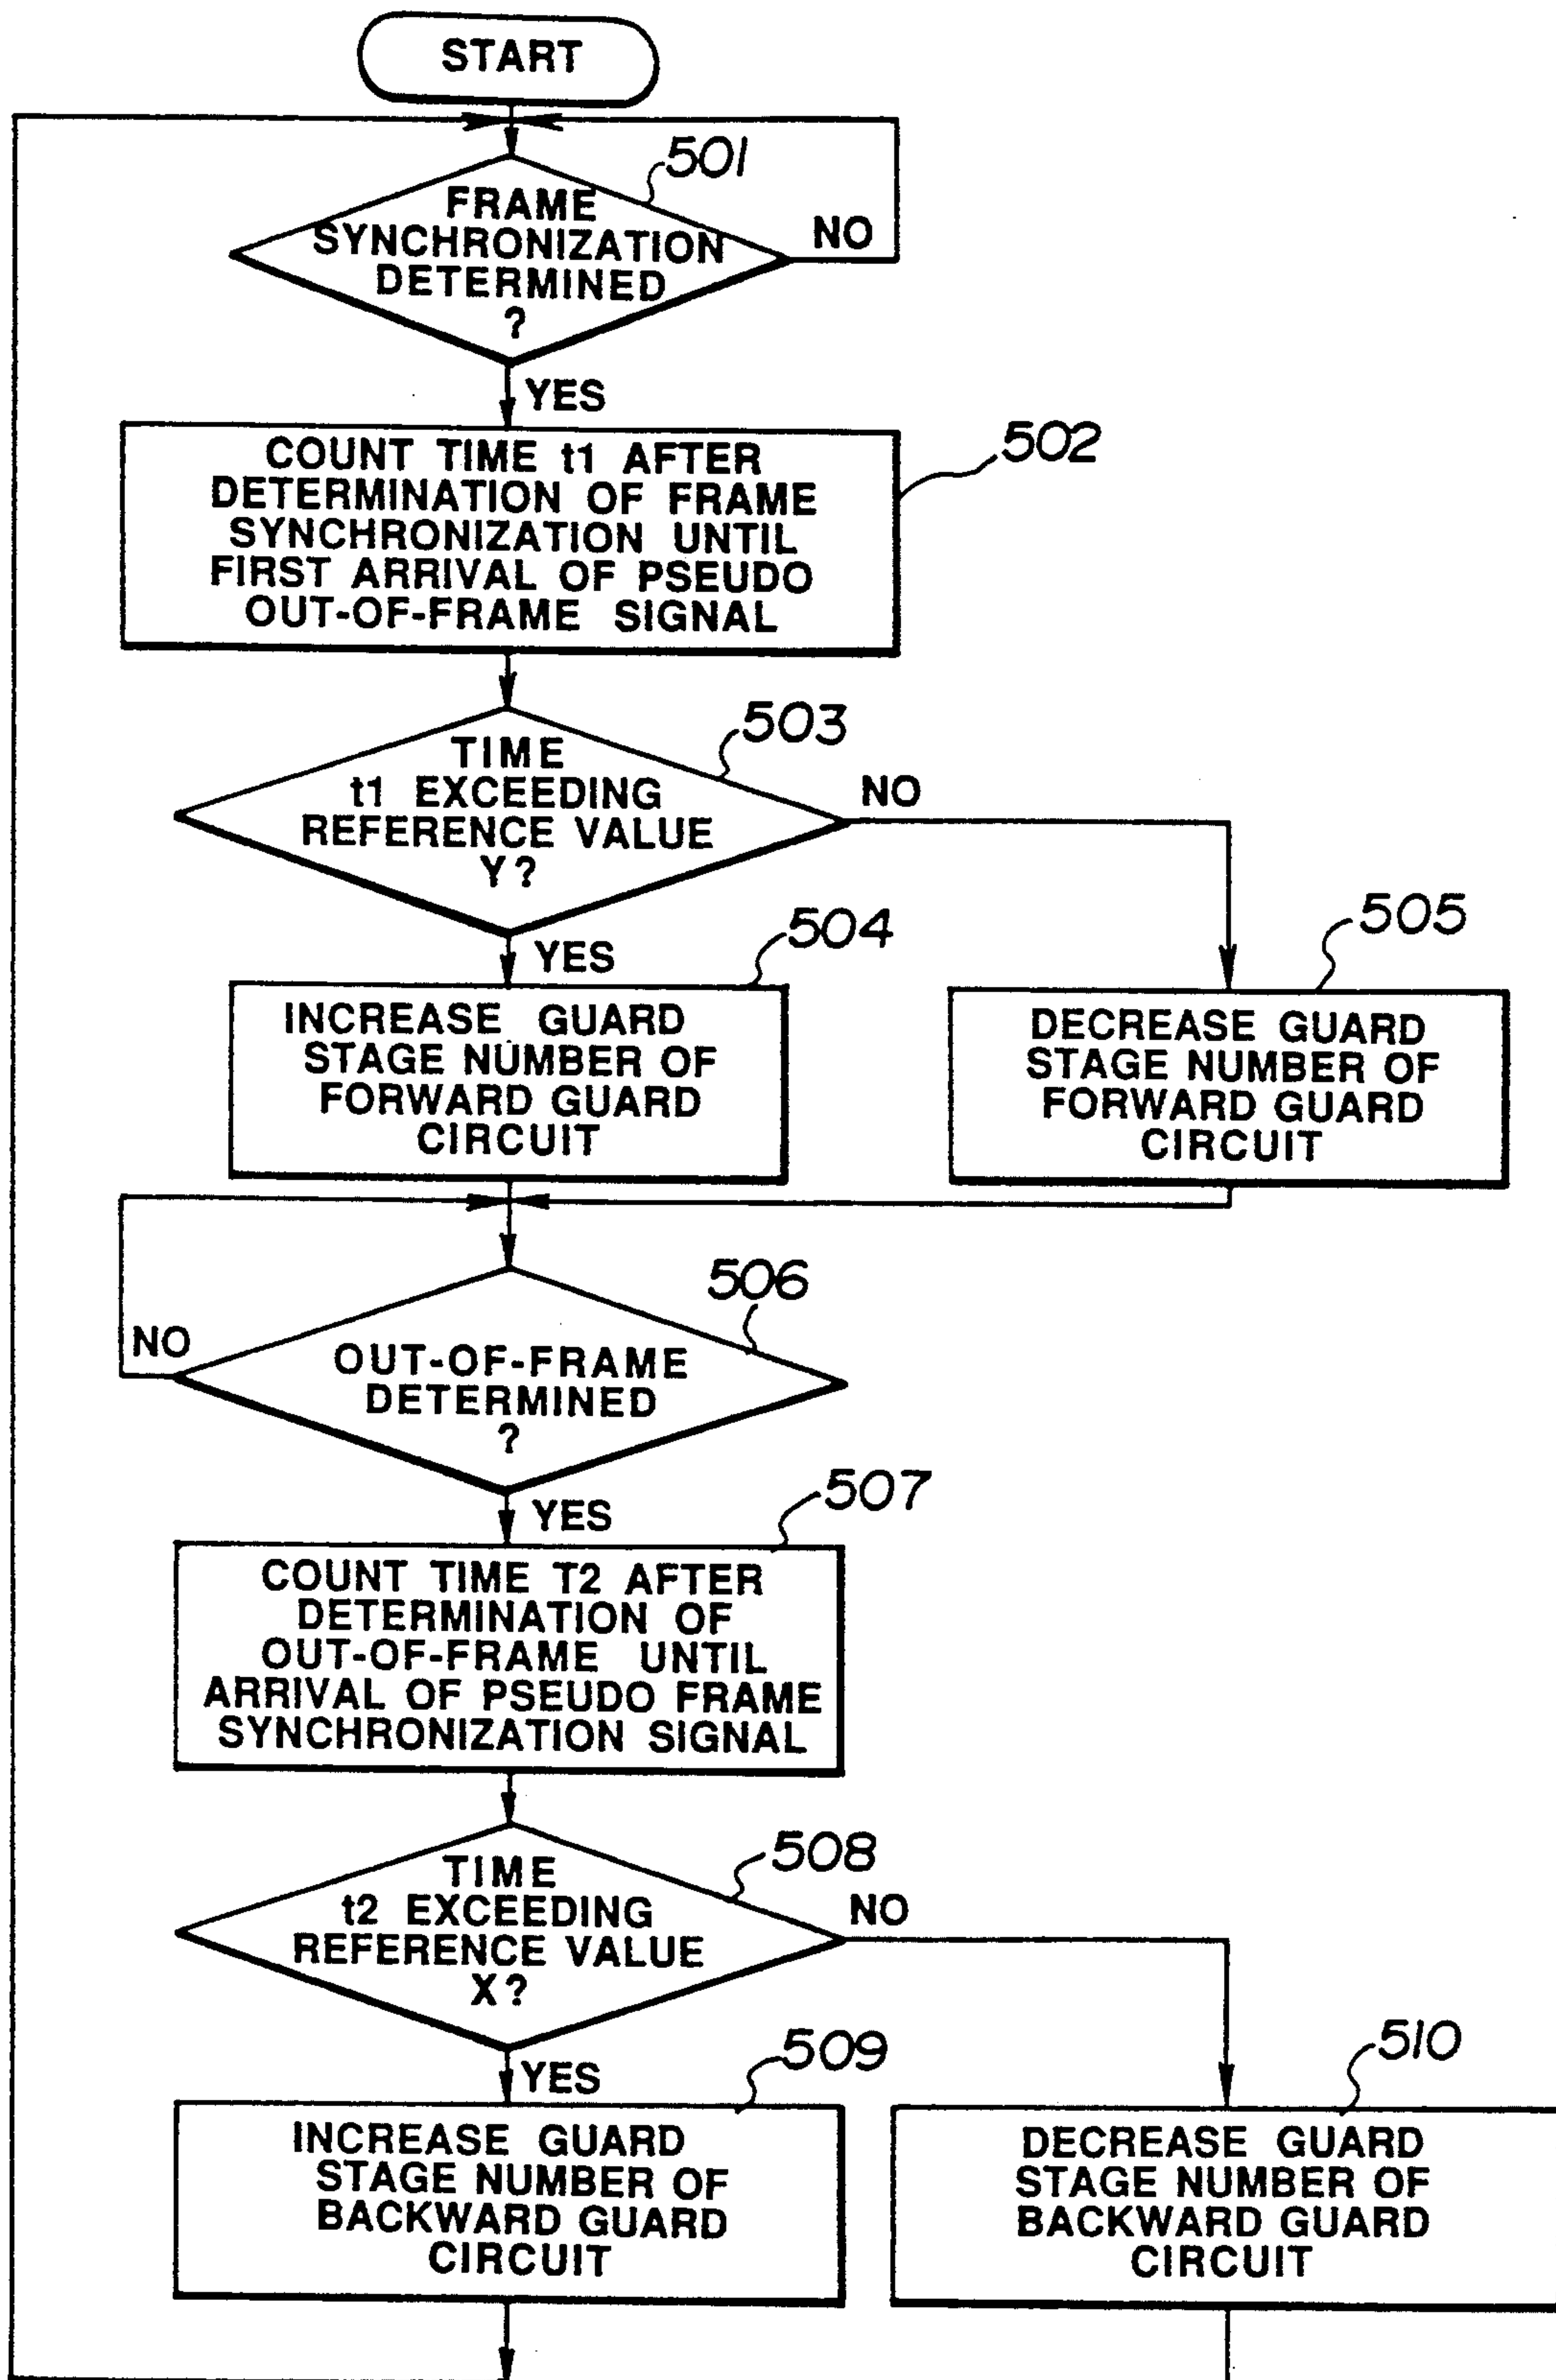 START
501
FRAME
SYNCHRONIZATION
DETERMINED
?
NO
YES
502
COUNT TIME t1 AFTER
DETERMINATION OF FRAME
SYNCHRONIZATION UNTIL
FIRST ARRIVAL OF PSEUDO
OUT-OF-FRAME SIGNAL
503
TIME
t1 EXCEEDING
REFERENCE VALUE
Y?
NO
YES
504
INCREASE GUARD
STAGE NUMBER OF
FORWARD GUARD
CIRCUIT
505
DECREASE GUARD
STAGE NUMBER OF
FORWARD GUARD
CIRCUIT
506
NO
OUT-OF-FRAME
DETERMINED
?
YES
507
COUNT TIME T2 AFTER
DETERMINATION OF
OUT-OF-FRAME UNTIL
ARRIVAL OF PSEUDO FRAME
SYNCHRONIZATION SIGNAL
508
TIME
t2 EXCEEDING
REFERENCE VALUE
X?
NO
YES
509
INCREASE GUARD
STAGE NUMBER OF
BACKWARD GUARD
CIRCUIT
510
DECREASE GUARD
STAGE NUMBER OF
BACKWARD GUARD
CIRCUIT